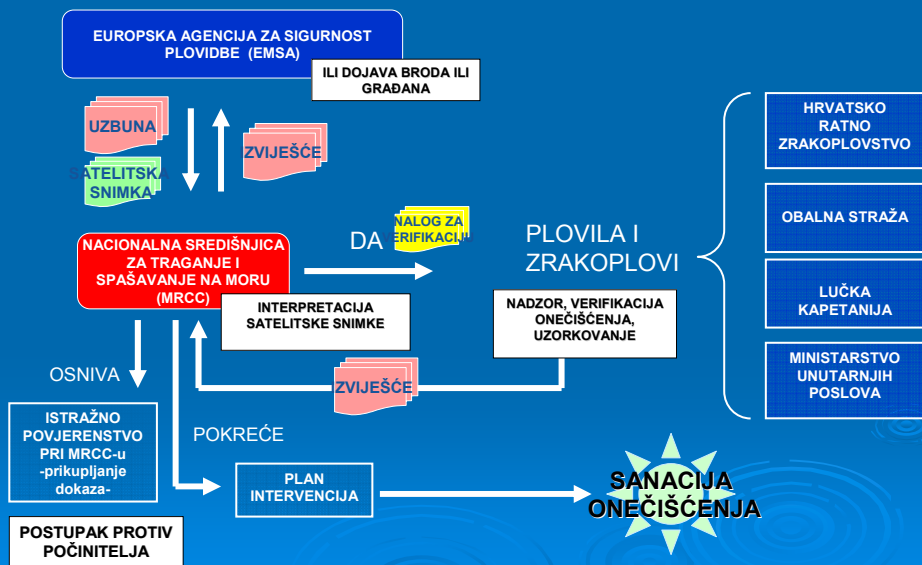 EUROPSKA AGENCIJA ZA SIGURNOST
PLOVIDBE (EMSA)
ILI DOJAVA BRODA ILI
GRAĐANA
UZBUNA
SATELITSKA
SNIMKA
ZVIJEŠĆE
NACIONALNA SREDIŠNJICA
ZA TRAGANJE I
SPAŠAVANJE NA MORU
(MRCC)
INTERPRETACIJA
SATELITSKE SNIMKE
DA
NALOG ZA
VERIFIKACIJI
PLOVILA I
ZRAKOPLOVI
NADZOR, VERIFIKACIJA
ONEČIŠĆENJA,
UZORKOVANJE
HRVATSKO
RATNO
ZRAKOPLOVSTVO
OBALNA STRAŽA
LUČKA
KAPETANIJA
MINISTARSTVO
UNUTARNJIH
POSLOVA
ZVIJEŠĆE
OSNIVA
ISTRAŽNO
POVJERENSTVO
PRI MRCC-u
-prikupljanje
dokaza-
POSTUPAK PROTIV
POČINITELJA
POKREĆE
PLAN
INTERVENCIJA
SANACIJA
ONEČIŠĆENJA